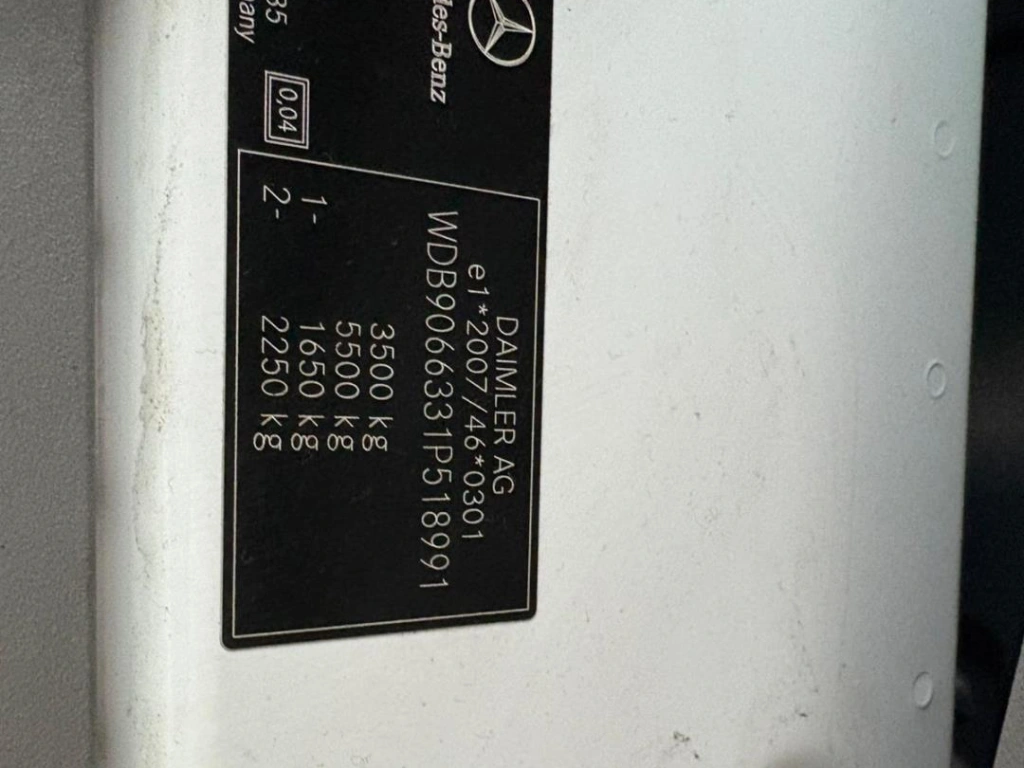 DAIMLER AG
e1*2007/46*0301
WDB9066331P518991
3500 kg
5500 kg
1- 1650 kg
2- 2250 kg
des-Benz
0,04
35
any